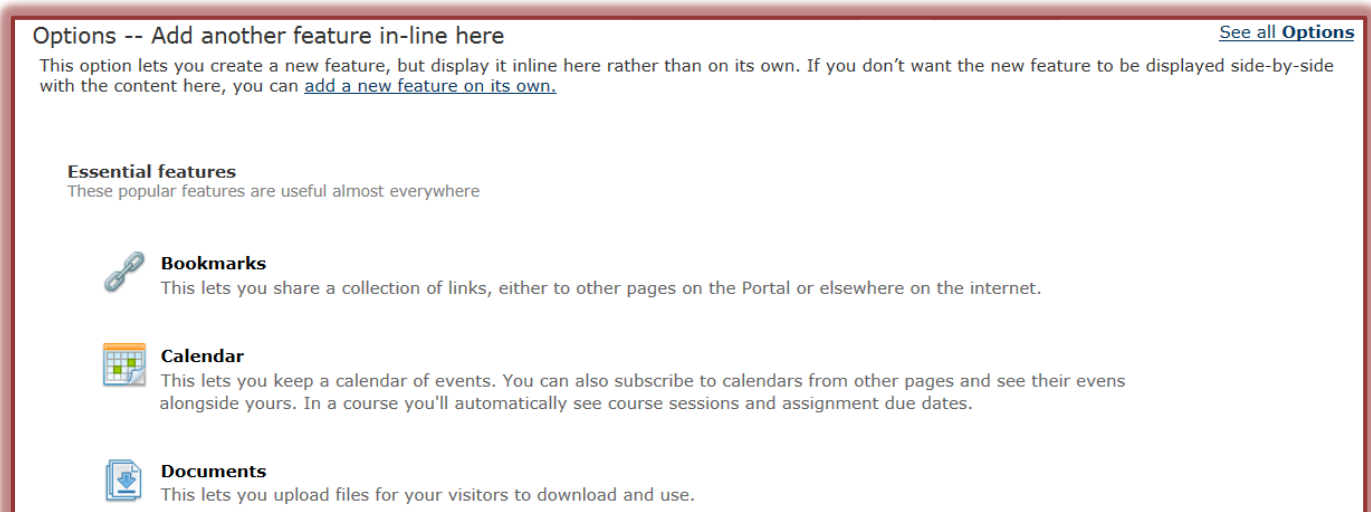 Options -- Add another feature in-line here
See all Options
This option lets you create a new feature, but display it inline here rather than on its own. If you don’t want the new feature to be displayed side-by-side
with the content here, you can add a new feature on its own.
Essential features
These popular features are useful almost everywhere
Bookmarks
This lets you share a collection of links, either to other pages on the Portal or elsewhere on the internet.
Calendar
This lets you keep a calendar of events. You can also subscribe to calendars from other pages and see their evens
alongside yours. In a course you'll automatically see course sessions and assignment due dates.
Documents
This lets you upload files for your visitors to download and use.